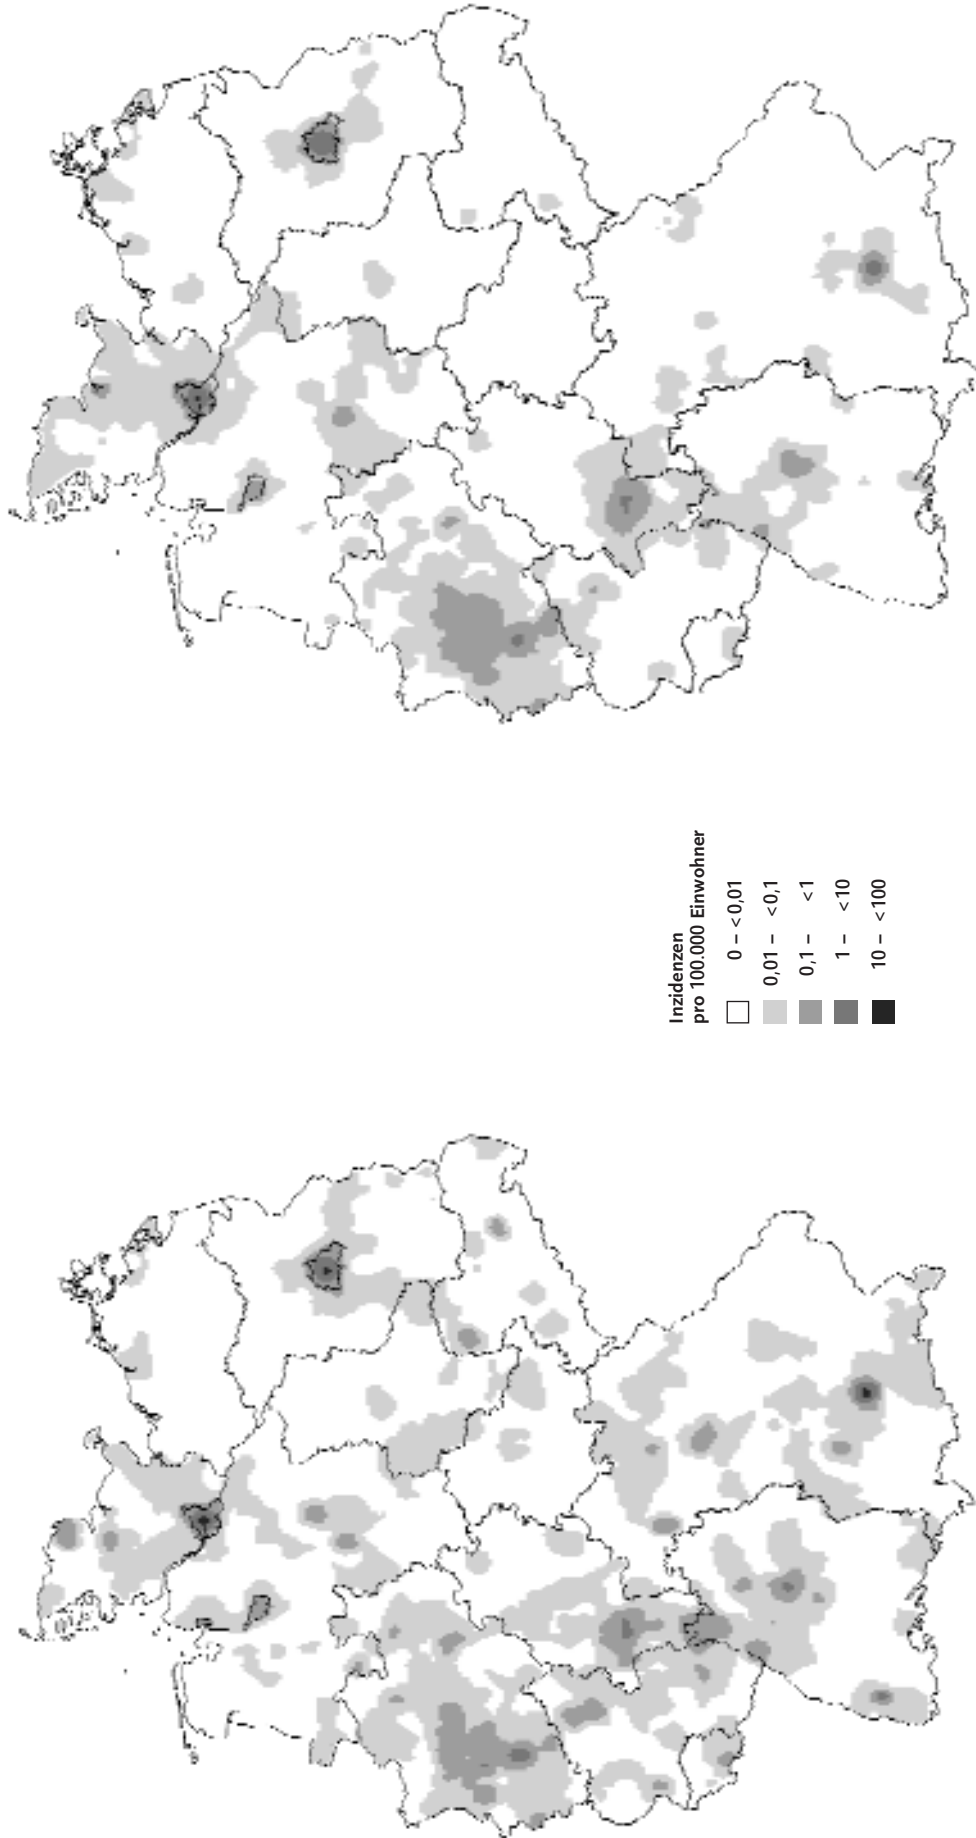 Inzidenzen
pro 100.000 Einwohner
0 – <0,01
0,01 – <0,1
0,1 – <1
1 – <10
10 – <100